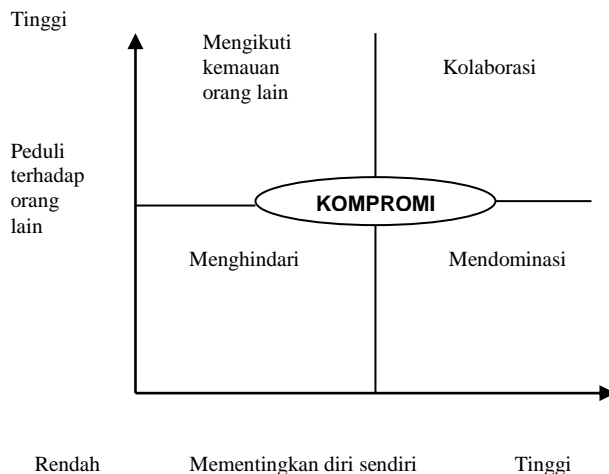 Tinggi
Mengikuti
kemauan
orang lain
Kolaborasi
Peduli
terhadap
orang
lain
KOMPROMI
Menghindari
Mendominasi
Rendah
Mementingkan diri sendiri
Tinggi